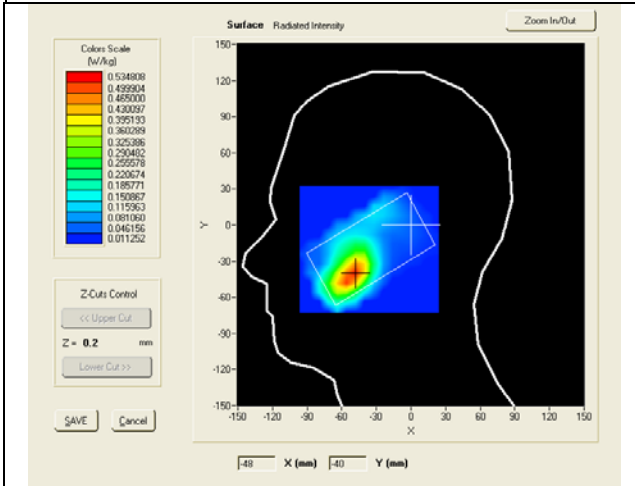 Surface Radiated Intensity
Zoom In/Out
Colors Scale
(W/kg)
0.534808
0.499904
0.465000
0.430097
0.395193
0.360289
0.325386
0.290482
0.255578
0.220674
0.185771
0.150867
0.115963
0.081060
0.046156
0.011252
Z-Cuts Control
<< Upper Cut
Z = 0.2 mm
Lower Cut >>
SAVE Cancel
150
120
90
60
30
0
-30
-60
-90
-120
-150
Y
-150 -120 -90 -60 -30 0 30 60 90 120 150
X
-48 X (mm) -40 Y (mm)